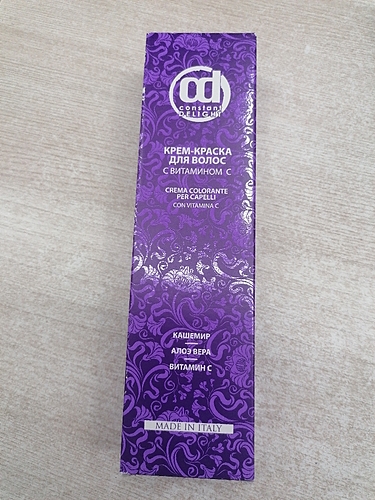 cd
constant
DELIGHT
КРЕМ-КРАСКА
ДЛЯ ВОЛОС
С ВИТАМИНОМ С
CREMA COLORANTE
PER CAPELLI
CON VITAMINA C
КАШЕМИР
АЛОЭ ВЕРА
ВИТАМИН С
MADE IN ITALY